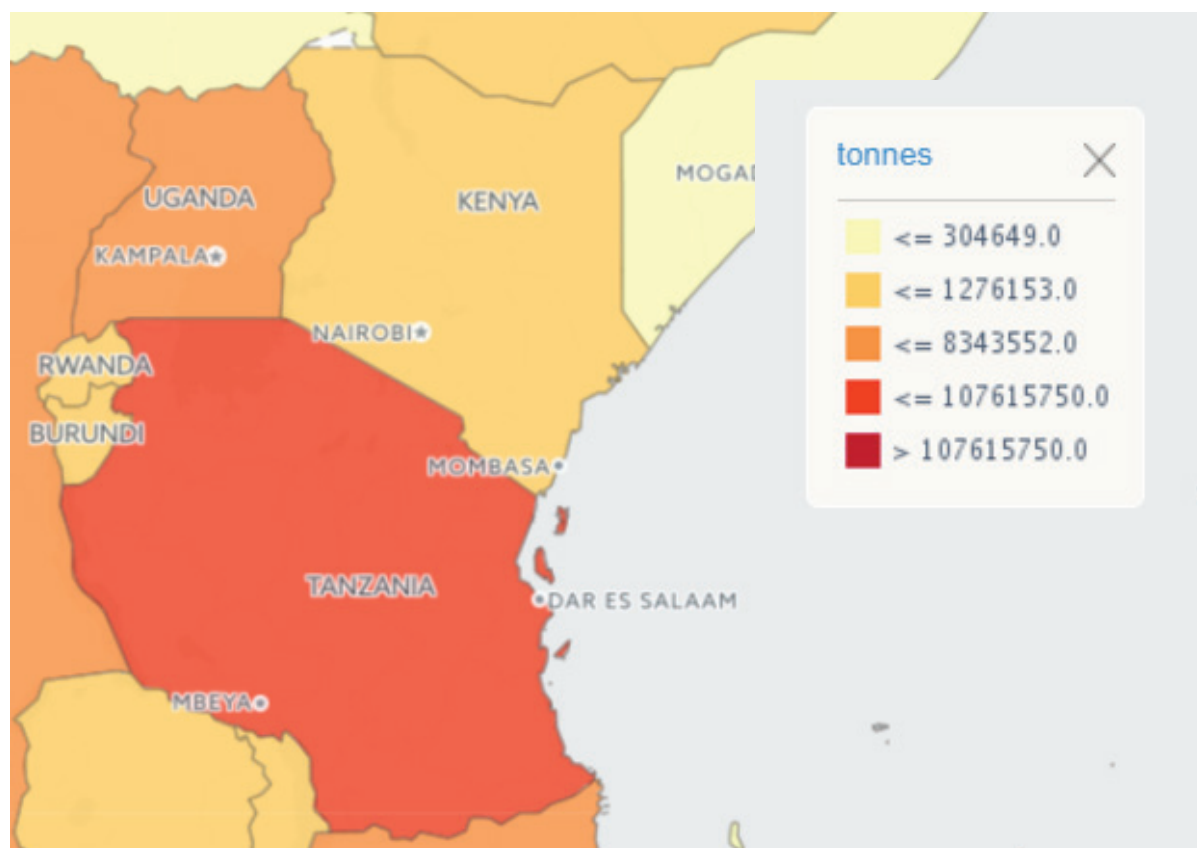 UGANDA
KENYA
MOGAD
KAMPALA
NAIROBI
RWANDA
BURUNDI
MOMBASA
TANZANIA
DAR ES SALAAM
MBEYA
tonnes
<= 304649.0
<= 1276153.0
<= 8343552.0
<= 107615750.0
> 107615750.0